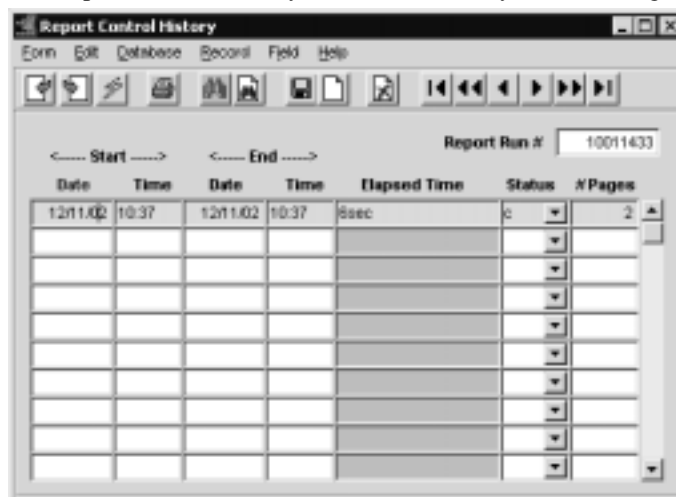 Report Control History
Form Edit Database Record Field Help
Report Run # 10011433
<----- Start -----> <----- End ----->
Date Time Date Time Elapsed Time Status # Pages
12/11/02 10:37 12/11/02 10:37 6sec c 2